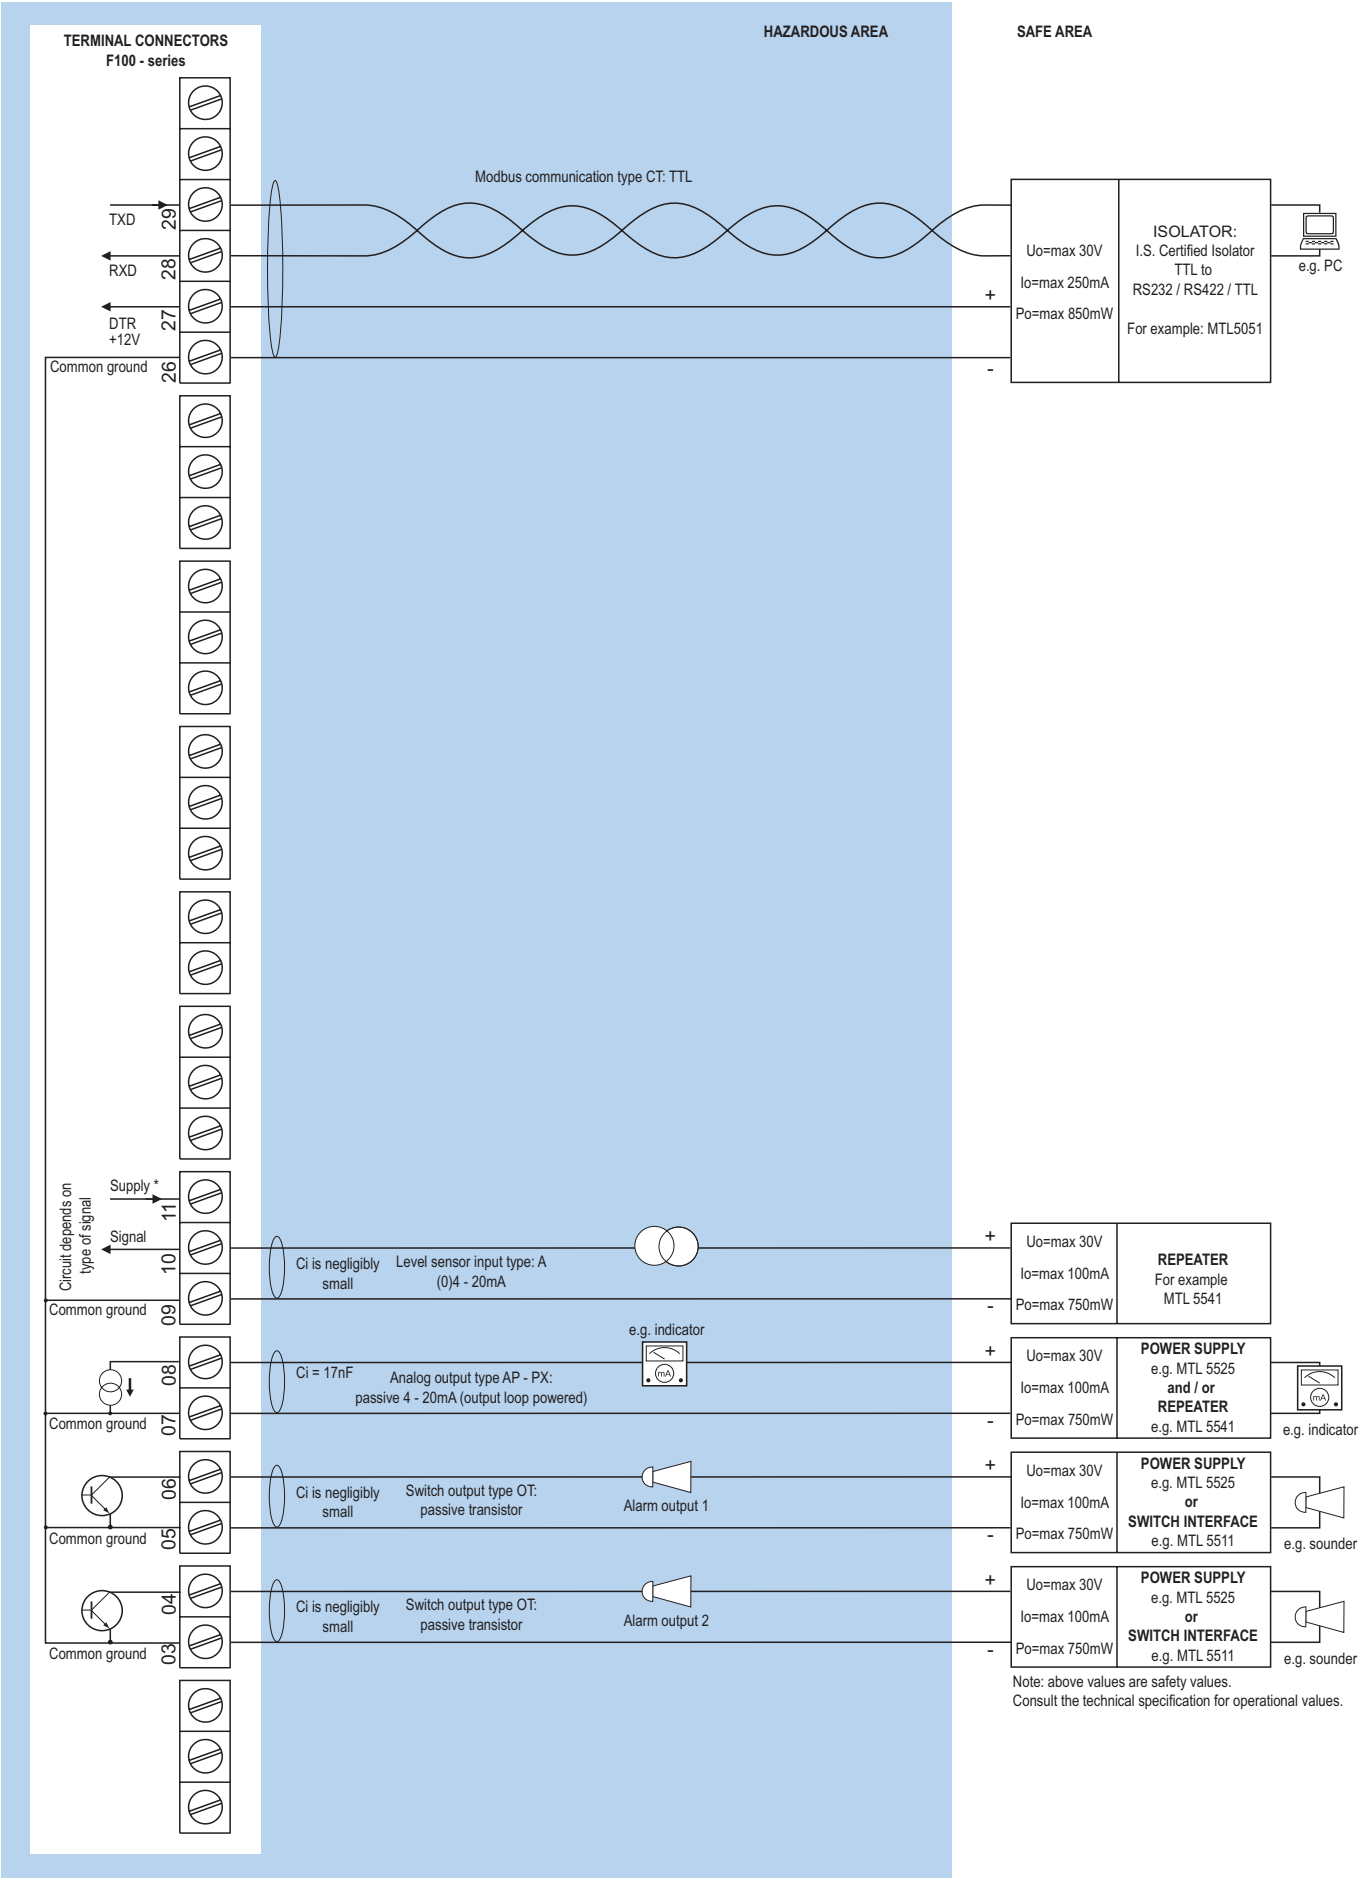 TERMINAL CONNECTORS
F100 - series
HAZARDOUS AREA
SAFE AREA
Modbus communication type CT: TTL
TXD
29
RXD
28
DTR
+12V
27
Common ground
26
+
-
Uo=max 30V
Io=max 250mA
Po=max 850mW
ISOLATOR:
I.S. Certified Isolator
TTL to
RS232 / RS422 / TTL
For example: MTL5051
e.g. PC
Circuit depends on
type of signal
Supply *
11
Signal
10
Common ground
09
Ci is negligibly
small
Level sensor input type: A
(0)4 - 20mA
+
-
Uo=max 30V
Io=max 100mA
Po=max 750mW
REPEATER
For example
MTL 5541
08
Common ground
07
Ci = 17nF
Analog output type AP - PX:
passive 4 - 20mA (output loop powered)
e.g. indicator
mA
+
-
Uo=max 30V
Io=max 100mA
Po=max 750mW
POWER SUPPLY
e.g. MTL 5525
and / or
REPEATER
e.g. MTL 5541
mA
e.g. indicator
06
Common ground
05
Ci is negligibly
small
Switch output type OT:
passive transistor
Alarm output 1
+
-
Uo=max 30V
Io=max 100mA
Po=max 750mW
POWER SUPPLY
e.g. MTL 5525
or
SWITCH INTERFACE
e.g. MTL 5511
e.g. sounder
04
Common ground
03
Ci is negligibly
small
Switch output type OT:
passive transistor
Alarm output 2
+
-
Uo=max 30V
Io=max 100mA
Po=max 750mW
POWER SUPPLY
e.g. MTL 5525
or
SWITCH INTERFACE
e.g. MTL 5511
e.g. sounder
Note: above values are safety values.
Consult the technical specification for operational values.